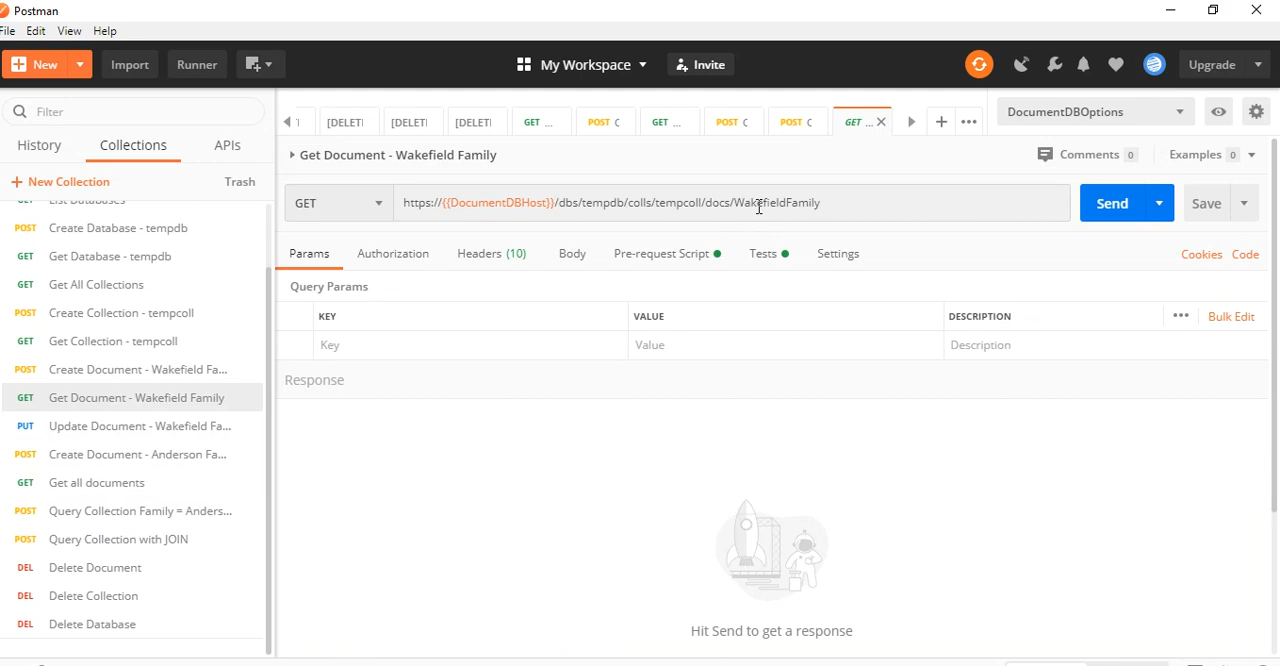 Postman
File Edit View Help
New Import Runner My Workspace Invite Upgrade
Filter
History Collections APIs
New Collection Trash
List Databases
POST Create Database - tempdb
GET Get Database - tempdb
GET Get All Collections
POST Create Collection - tempcoll
GET Get Collection - tempcoll
POST Create Document - Wakefield Fa...
GET Get Document - Wakefield Family
PUT Update Document - Wakefield Fa...
POST Create Document - Anderson Fa...
GET Get all documents
POST Query Collection Family = Anders...
POST Query Collection with JOIN
DEL Delete Document
DEL Delete Collection
DEL Delete Database
[DELETI [DELETI [DELETI GET ... POST C GET ... POST C POST C GET ...
DocumentDBOptions
Get Document - Wakefield Family
Comments 0 Examples 0
GET https://{{DocumentDBHost}}/dbs/tempdb/colls/tempcoll/docs/WakefieldFamily Send Save
Params Authorization Headers (10) Body Pre-request Script Tests Settings Cookies Code
Query Params
KEY VALUE DESCRIPTION ••• Bulk Edit
Key Value Description
Response
Hit Send to get a response